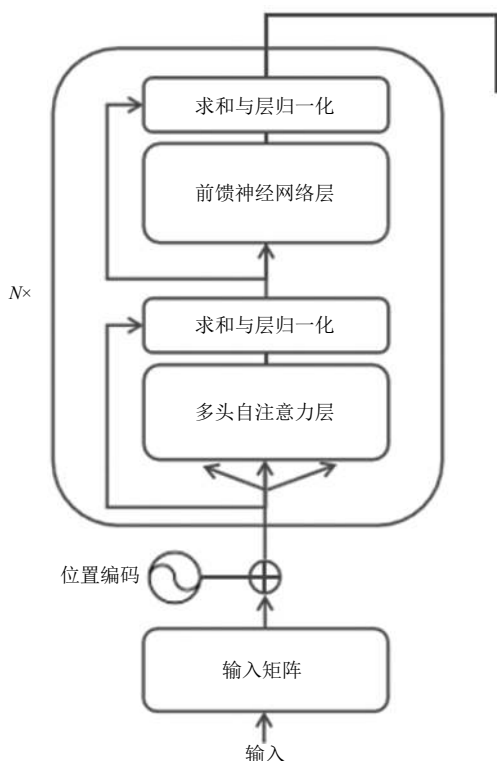 求和与层归一化
前馈神经网络层
N×
求和与层归一化
多头自注意力层
位置编码
输入矩阵
输入